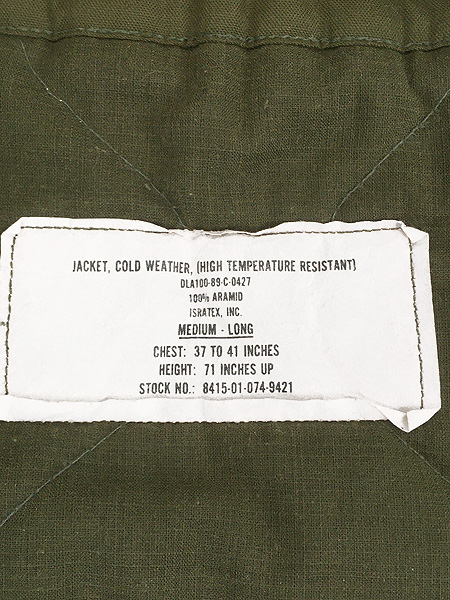 JACKET, COLD WEATHER, (HIGH TEMPERATURE RESISTANT)
DLA100-89-C-0427
100% ARAMID
ISRATEX, INC.
MEDIUM - LONG
CHEST: 37 TO 41 INCHES
HEIGHT: 71 INCHES UP
STOCK NO.: 8415-01-074-9421